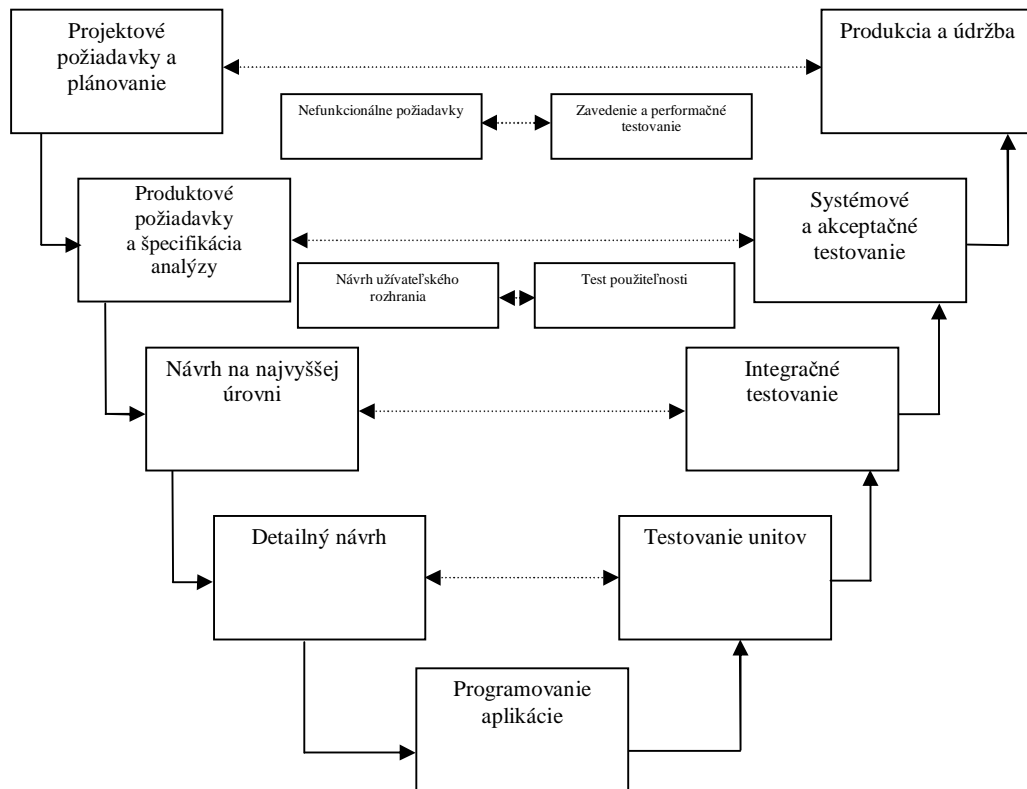 Projektové
požiadavky a
plánovanie
Produkcia a údržba
Nefunkcionálne požiadavky
Zavedenie a performačné
testovanie
Produktové
požiadavky
a špecifikácia
analýzy
Systémové
a akceptačné
testovanie
Návrh užívateľského
rozhrania
Test použiteľnosti
Návrh na najvyššej
úrovni
Integračné
testovanie
Detailný návrh
Testovanie unitov
Programovanie
aplikácie